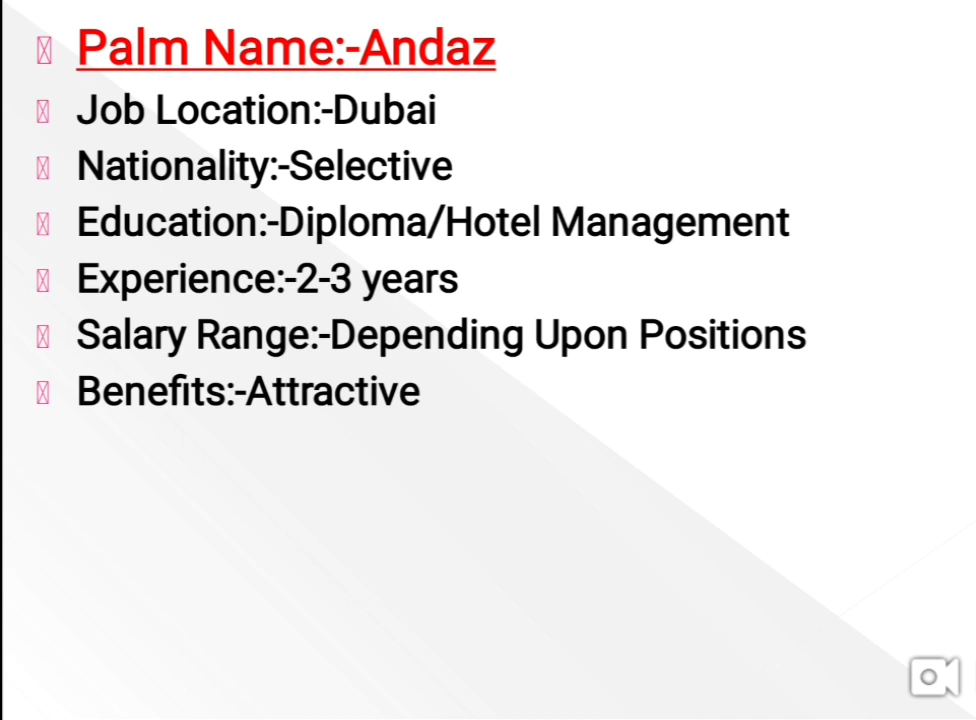 Palm Name:-Andaz
Job Location:-Dubai
Nationality:-Selective
Education:-Diploma/Hotel Management
Experience:-2-3 years
Salary Range:-Depending Upon Positions
Benefits:-Attractive